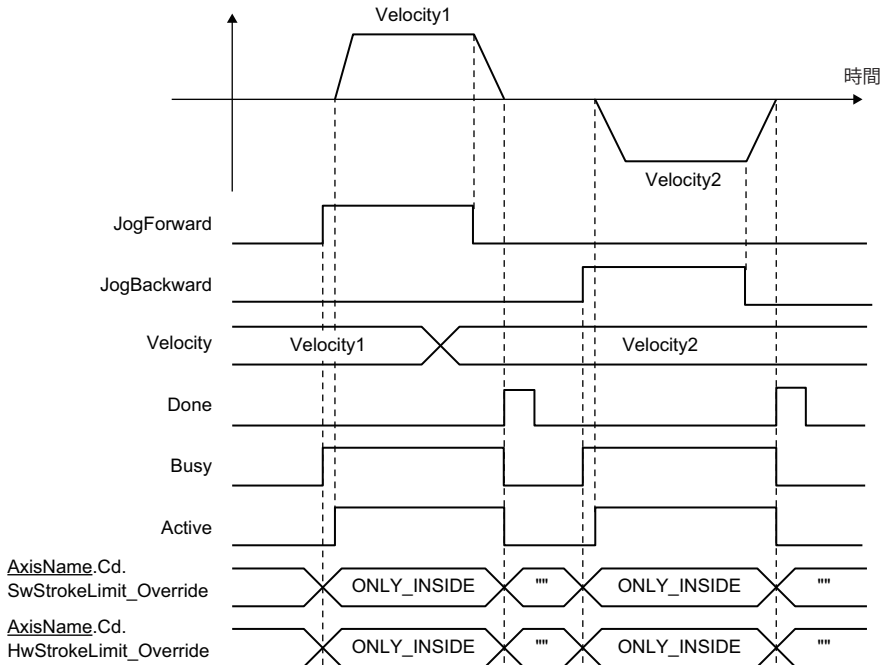 Velocity1
時間
Velocity2
JogForward
JogBackward
Velocity
Velocity1
Velocity2
Done
Busy
Active
AxisName.Cd.
SwStrokeLimit_Override
ONLY_INSIDE
""
ONLY_INSIDE
""
AxisName.Cd.
HwStrokeLimit_Override
ONLY_INSIDE
""
ONLY_INSIDE
""